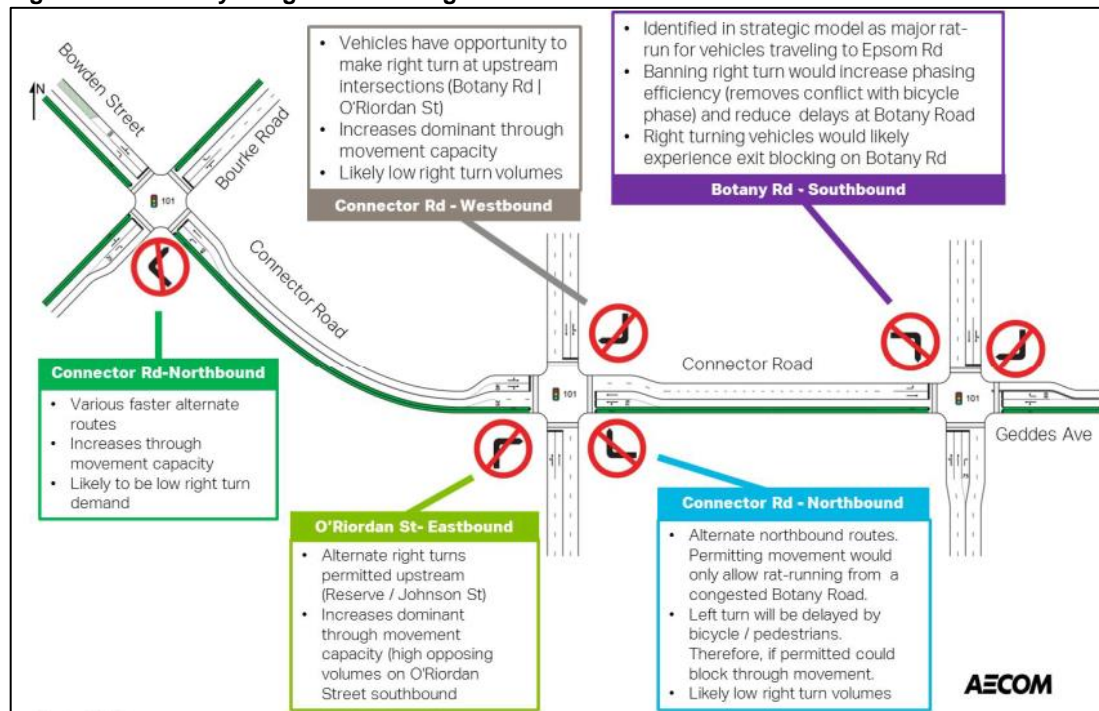 • Vehicles have opportunity to
make right turn at upstream
intersections (Botany Rd |
O'Riordan St)
• Increases dominant through
movement capacity
• Likely low right turn volumes
Connector Rd - Westbound
• Identified in strategic model as major rat-
run for vehicles traveling to Epsom Rd
• Banning right turn would increase phasing
efficiency (removes conflict with bicycle
phase) and reduce delays at Botany Road
• Right turning vehicles would likely
experience exit blocking on Botany Rd
Botany Rd - Southbound
N
Bowden Street
Bourke Road
101
Connector Road
Connector Road
101
101
Geddes Ave
Connector Rd-Northbound
• Various faster alternate
routes
• Increases through
movement capacity
• Likely to be low right turn
demand
O'Riordan St- Eastbound
• Alternate right turns
permitted upstream
(Reserve / Johnson St)
• Increases dominant
through movement
capacity (high opposing
volumes on O'Riordan
Street southbound
Connector Rd - Northbound
• Alternate northbound routes.
Permitting movement would
only allow rat-running from a
congested Botany Road.
• Left turn will be delayed by
bicycle / pedestrians.
Therefore, if permitted could
block through movement.
• Likely low right turn volumes
AECOM